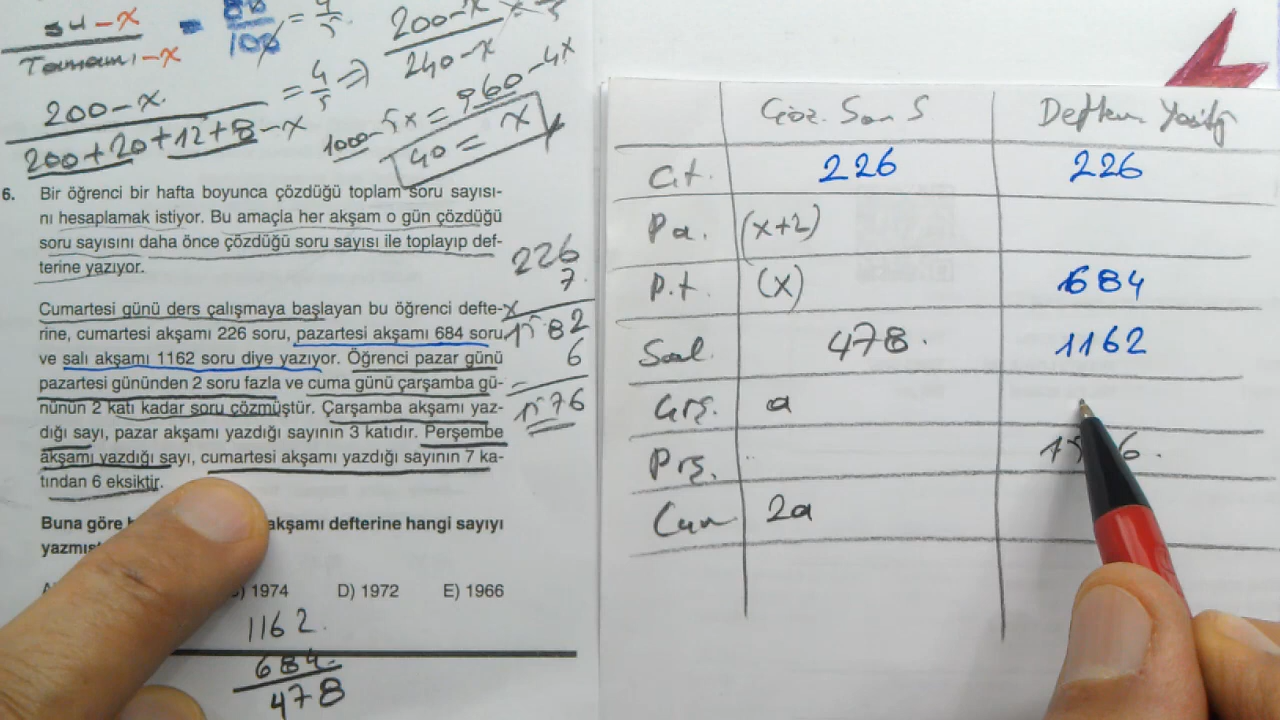 su - x
Tamamı - x
= 80/100 = 4/5
200-x / 240-x
200-x. / 200+20+12+8-x = 4/5 ⇒
1000-5x = 960-4x
40 = x
6. Bir öğrenci bir hafta boyunca çözdüğü toplam soru sayısı-
nı hesaplamak istiyor. Bu amaçla her akşam o gün çözdüğü
soru sayısını daha önce çözdüğü soru sayısı ile toplayıp def-
terine yazıyor.
Cumartesi günü ders çalışmaya başlayan bu öğrenci defte-
rine, cumartesi akşamı 226 soru, pazartesi akşamı 684 soru
ve salı akşamı 1162 soru diye yazıyor. Öğrenci pazar günü
pazartesi gününden 2 soru fazla ve cuma günü çarşamba gü-
nünün 2 katı kadar soru çözmüştür. Çarşamba akşamı yaz-
dığı sayı, pazar akşamı yazdığı sayının 3 katıdır. Perşembe
akşamı yazdığı sayı, cumartesi akşamı yazdığı sayının 7 ka-
tından 6 eksiktir.
Buna göre akşamı defterine hangi sayıyı
1974 D) 1972 E) 1966
1162.
684.
478
226
7.
x
1582
6
-
1576
Çöz. Soru S
Crt. 226 226
Pa. (x+2)
P.t. (x) 684
Sal. 478. 1162
Çrş. a
Prş. 6.
Cum 2a